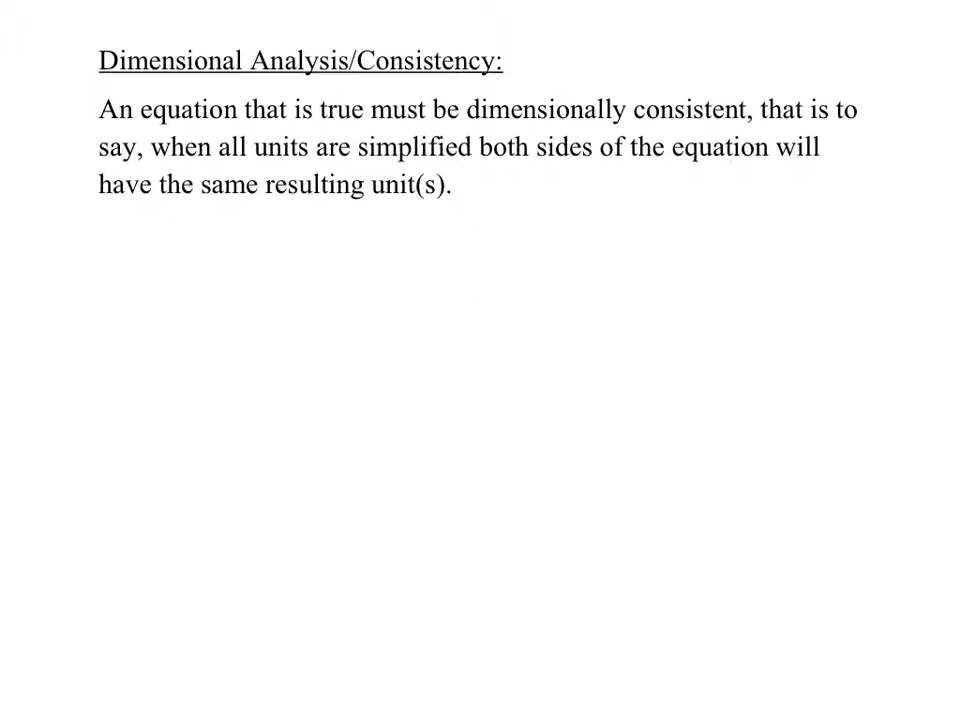 Dimensional Analysis/Consistency:
An equation that is true must be dimensionally consistent, that is to
say, when all units are simplified both sides of the equation will
have the same resulting unit(s).